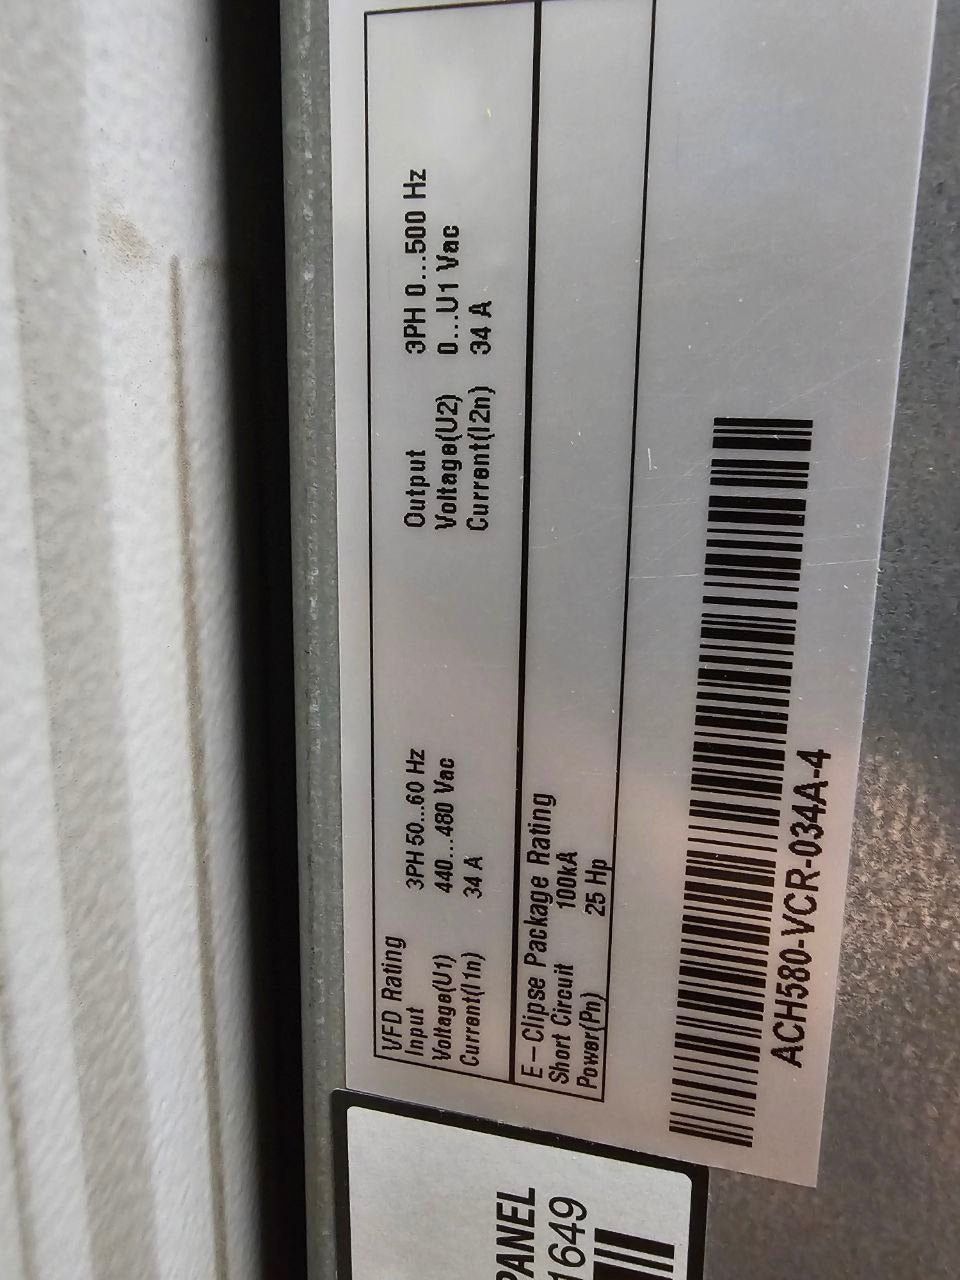 VFD Rating
Input 3PH 50...60 Hz Output 3PH 0...500 Hz
Voltage(U1) 440...480 Vac Voltage(U2) 0...U1 Vac
Current(I1n) 34 A Current(I2n) 34 A
E-Clipse Package Rating
Short Circuit 100kA
Power(Pn) 25 Hp
ACH580-VCR-034A-4
PANEL
1649